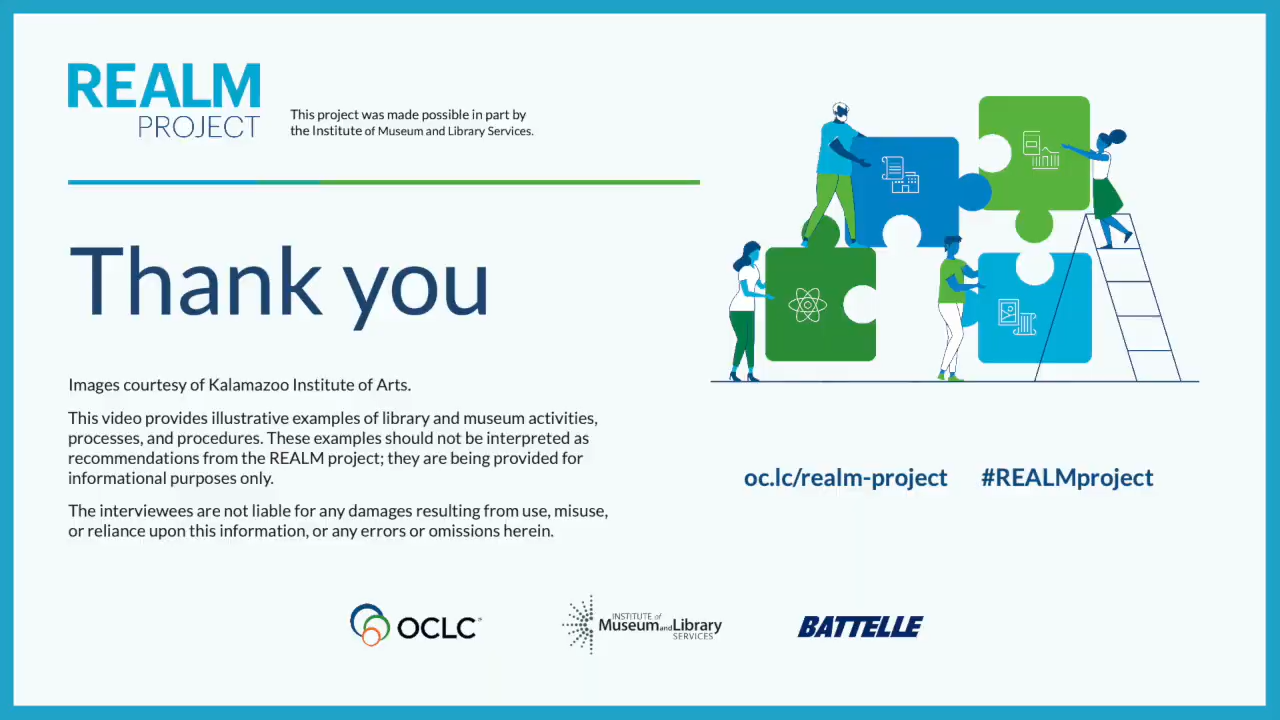 REALM
PROJECT
This project was made possible in part by
the Institute of Museum and Library Services.
Thank you
Images courtesy of Kalamazoo Institute of Arts.
This video provides illustrative examples of library and museum activities,
processes, and procedures. These examples should not be interpreted as
recommendations from the REALM project; they are being provided for
informational purposes only.
The interviewees are not liable for any damages resulting from use, misuse,
or reliance upon this information, or any errors or omissions herein.
oc.lc/realm-project #REALMproject
OCLC
INSTITUTE of
Museum and Library
SERVICES
BATTELLE